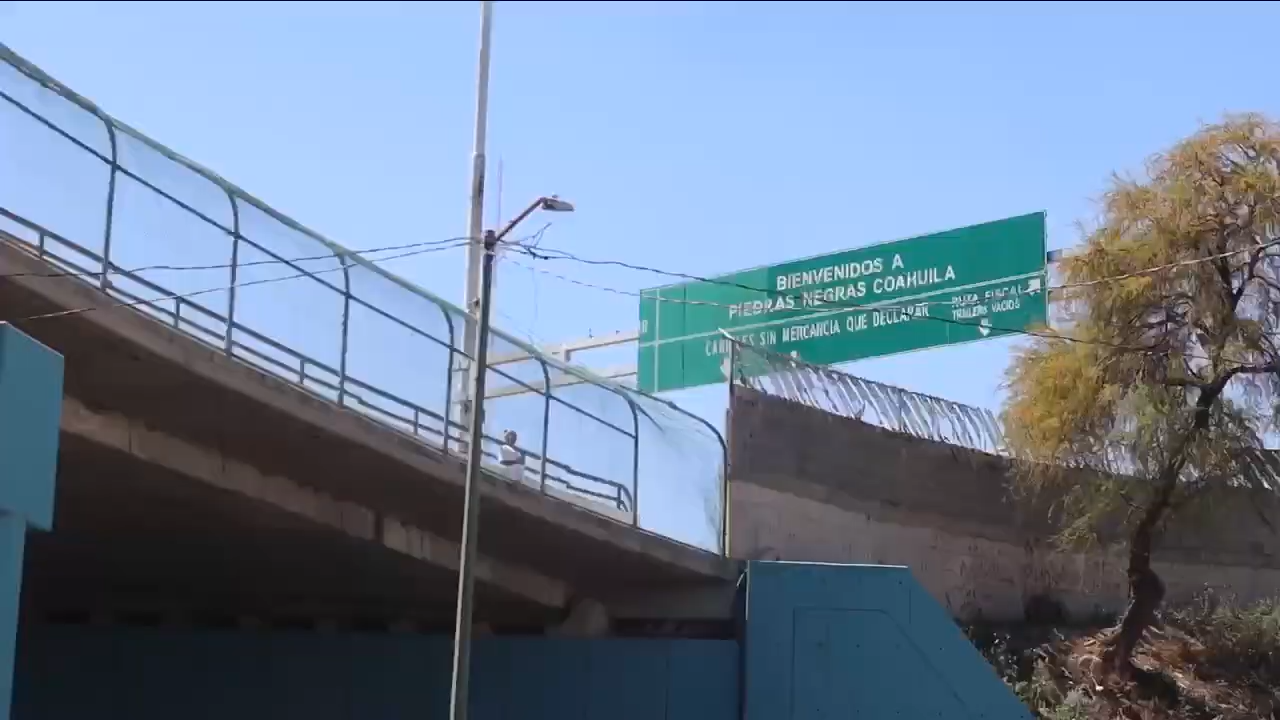 BIENVENIDOS A
PIEDRAS NEGRAS COAHUILA
SIN MERCANCIA QUE DECLARAR
RUTA FISCAL
TRAILERS VACIOS